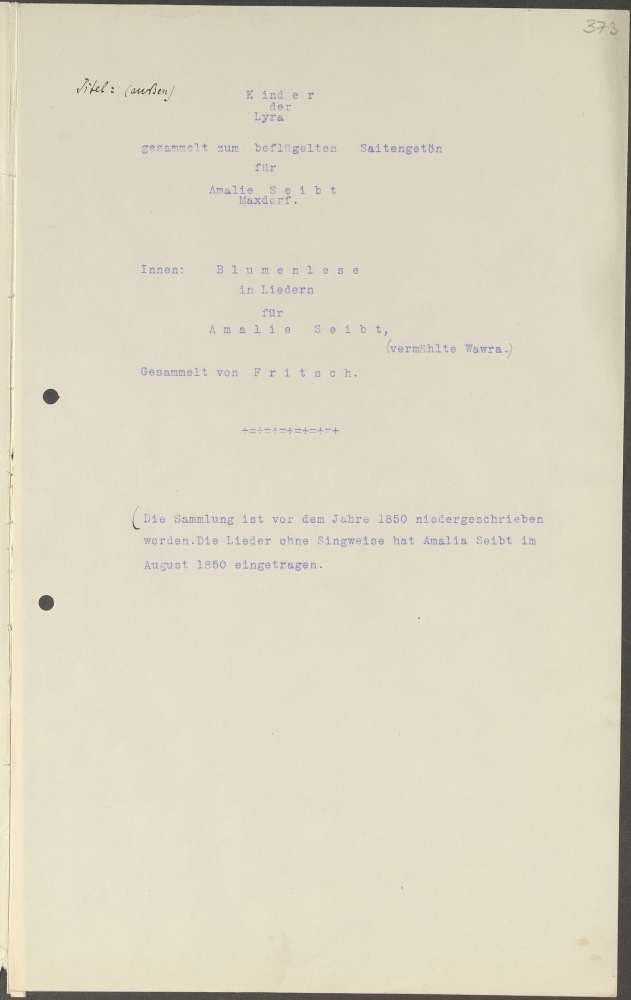 373
Titel: (außen)
K ind e r
der
Lyra
gesammelt zum beflügelten Saitengetön
für
Amalie S e i b t
Maxdorf.
Innen: B l u m e n l e s e
in Liedern
für
A m a l i e S e i b t,
(vermählte Wawra.)
Gesammelt von F r i t s c h.
+=+=+=+=+=+=+
(Die Sammlung ist vor dem Jahre 1850 niedergeschrieben
worden.Die Lieder ohne Singweise hat Amalia Seibt im
August 1850 eingetragen.